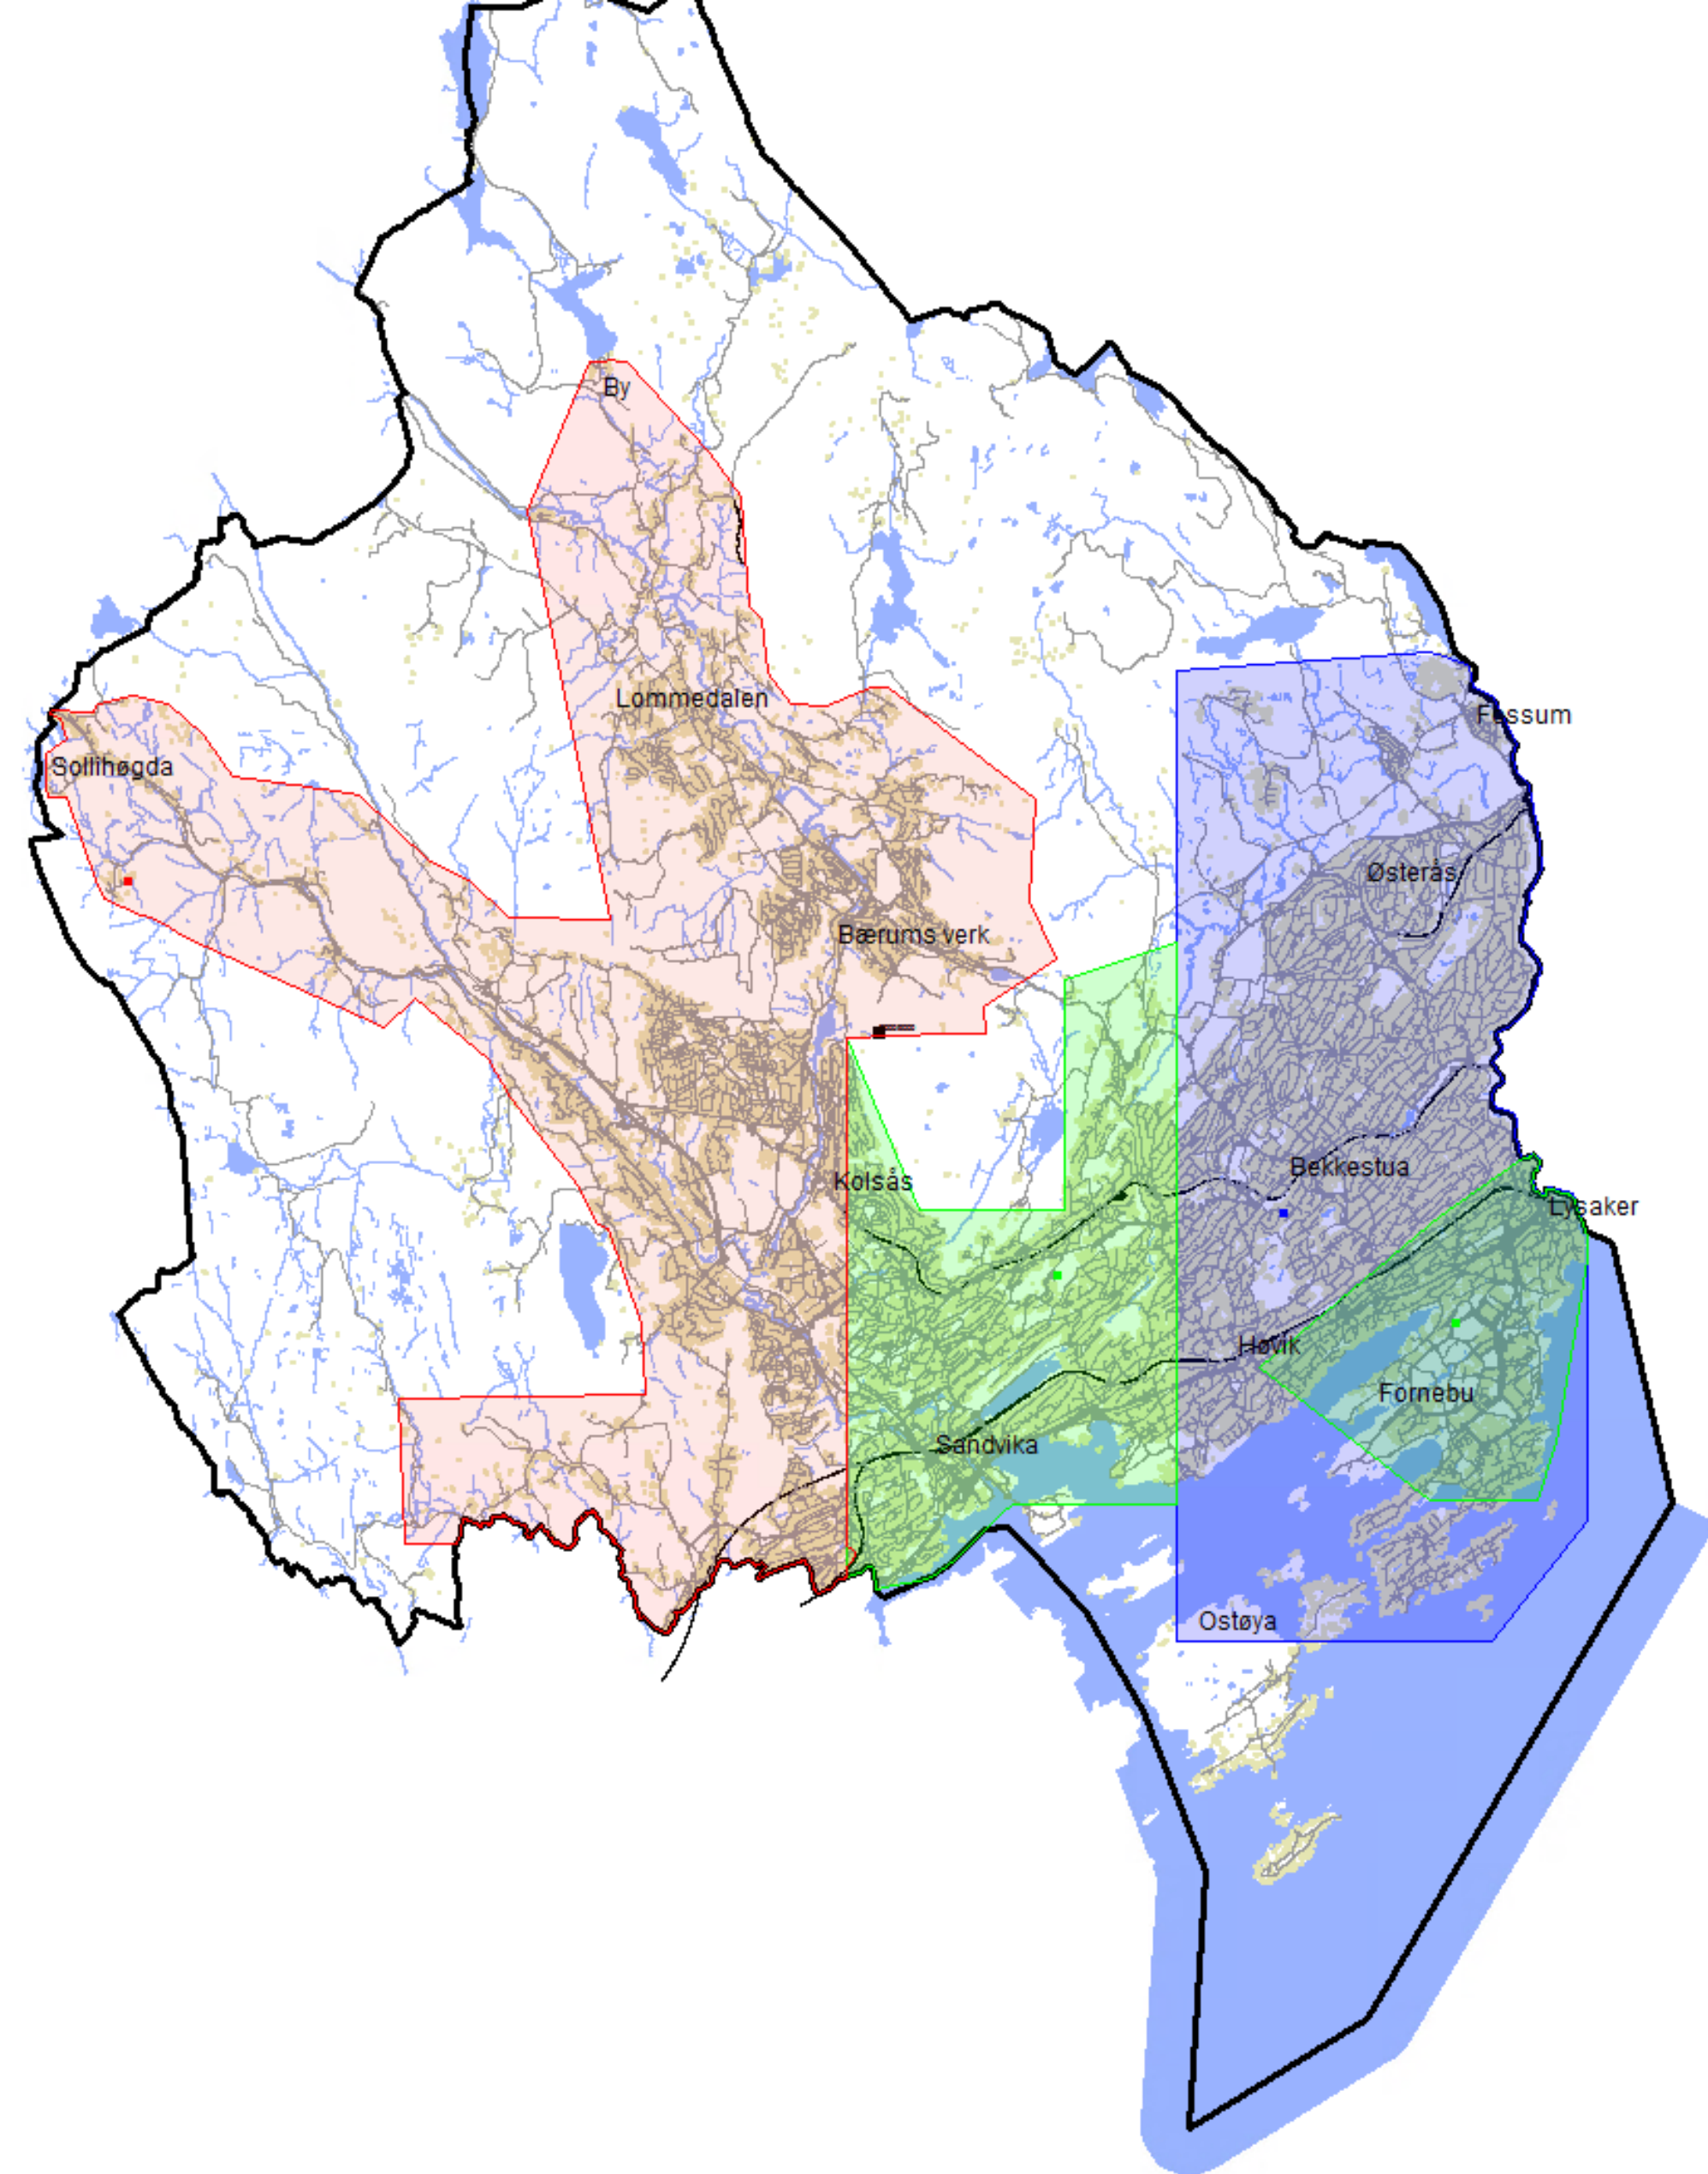 By
Lommedalen
Fossum
Sollihøgda
Østerås
Bærums verk
Bekkestua
Kolsås
Lysaker
Høvik
Fornebu
Sandvika
Ostøya